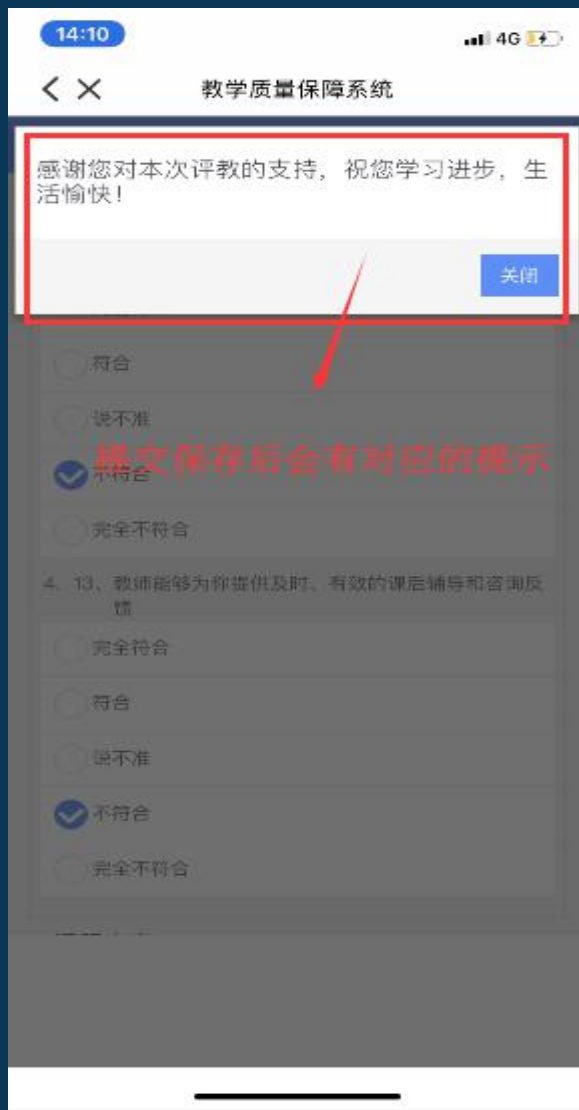 14:10
4G
教学质量保障系统
感谢您对本次评教的支持，祝您学习进步，生
活愉快！
关闭
符合
说不准
提交保存后会有对应的提示
不符合
完全不符合
4、13、教师能够为你提供及时、有效的课后辅导和咨询反
馈
完全符合
符合
说不准
不符合
完全不符合